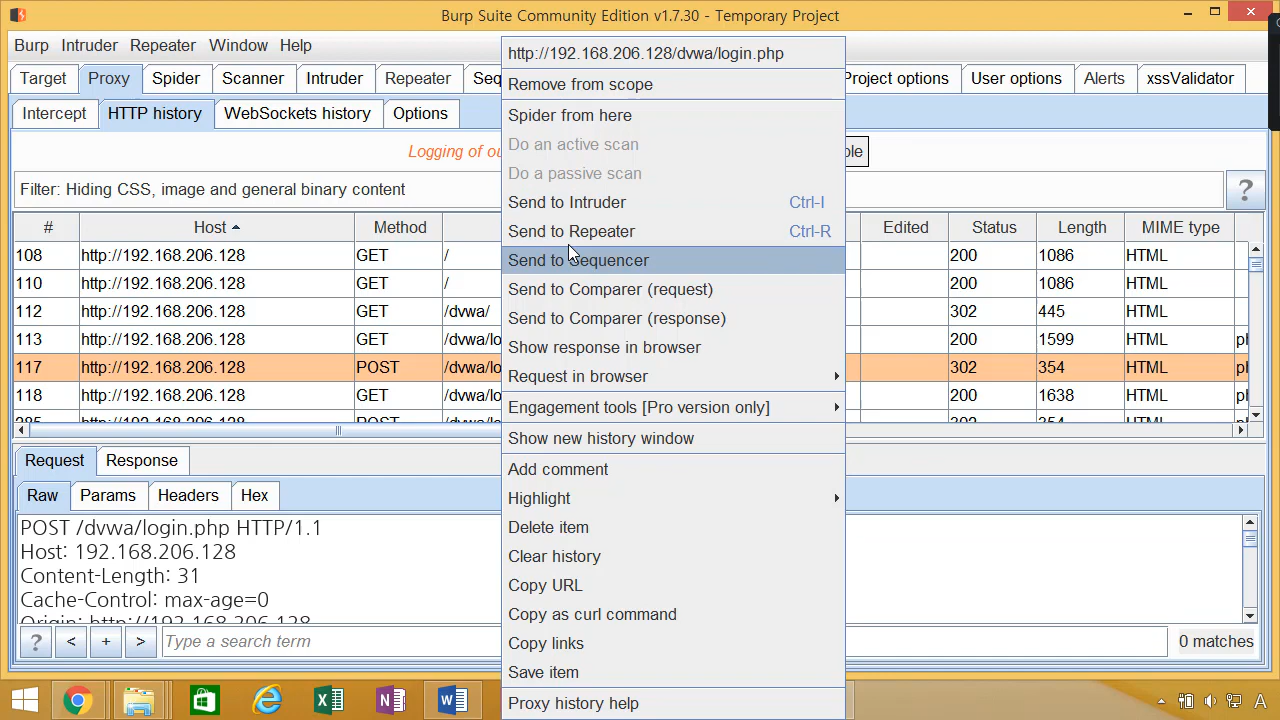 Burp Suite Community Edition v1.7.30 - Temporary Project
Burp Intruder Repeater Window Help
Target Proxy Spider Scanner Intruder Repeater Project options User options Alerts xssValidator
Intercept HTTP history WebSockets history Options
Filter: Hiding CSS, image and general binary content ?
# Host Method Edited Status Length MIME type
108 http://192.168.206.128 GET / 200 1086 HTML
110 http://192.168.206.128 GET / 200 1086 HTML
112 http://192.168.206.128 GET /dvwa/ 302 445 HTML
113 http://192.168.206.128 GET 200 1599 HTML
117 http://192.168.206.128 POST 302 354 HTML
118 http://192.168.206.128 GET 200 1638 HTML
http://192.168.206.128/dvwa/login.php
Remove from scope
Spider from here
Do an active scan
Do a passive scan
Send to Intruder Ctrl-I
Send to Repeater Ctrl-R
Send to Sequencer
Send to Comparer (request)
Send to Comparer (response)
Show response in browser
Request in browser
Engagement tools [Pro version only]
Show new history window
Add comment
Highlight
Delete item
Clear history
Copy URL
Copy as curl command
Copy links
Save item
Proxy history help
Request Response
Raw Params Headers Hex
POST /dvwa/login.php HTTP/1.1
Host: 192.168.206.128
Content-Length: 31
Cache-Control: max-age=0
Origin: http://192.168.206.128
? < + > Type a search term 0 matches
A